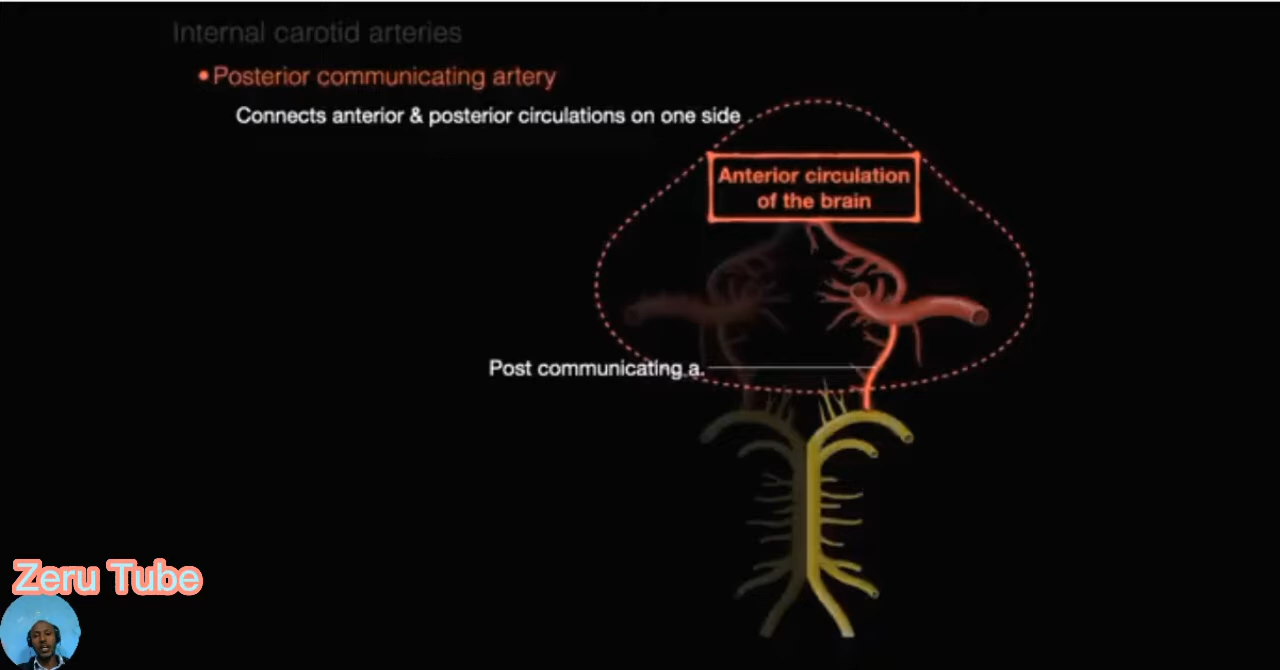 Internal carotid arteries
•Posterior communicating artery
Connects anterior & posterior circulations on one side
Anterior circulation
of the brain
Post communicating a.
Zeru Tube